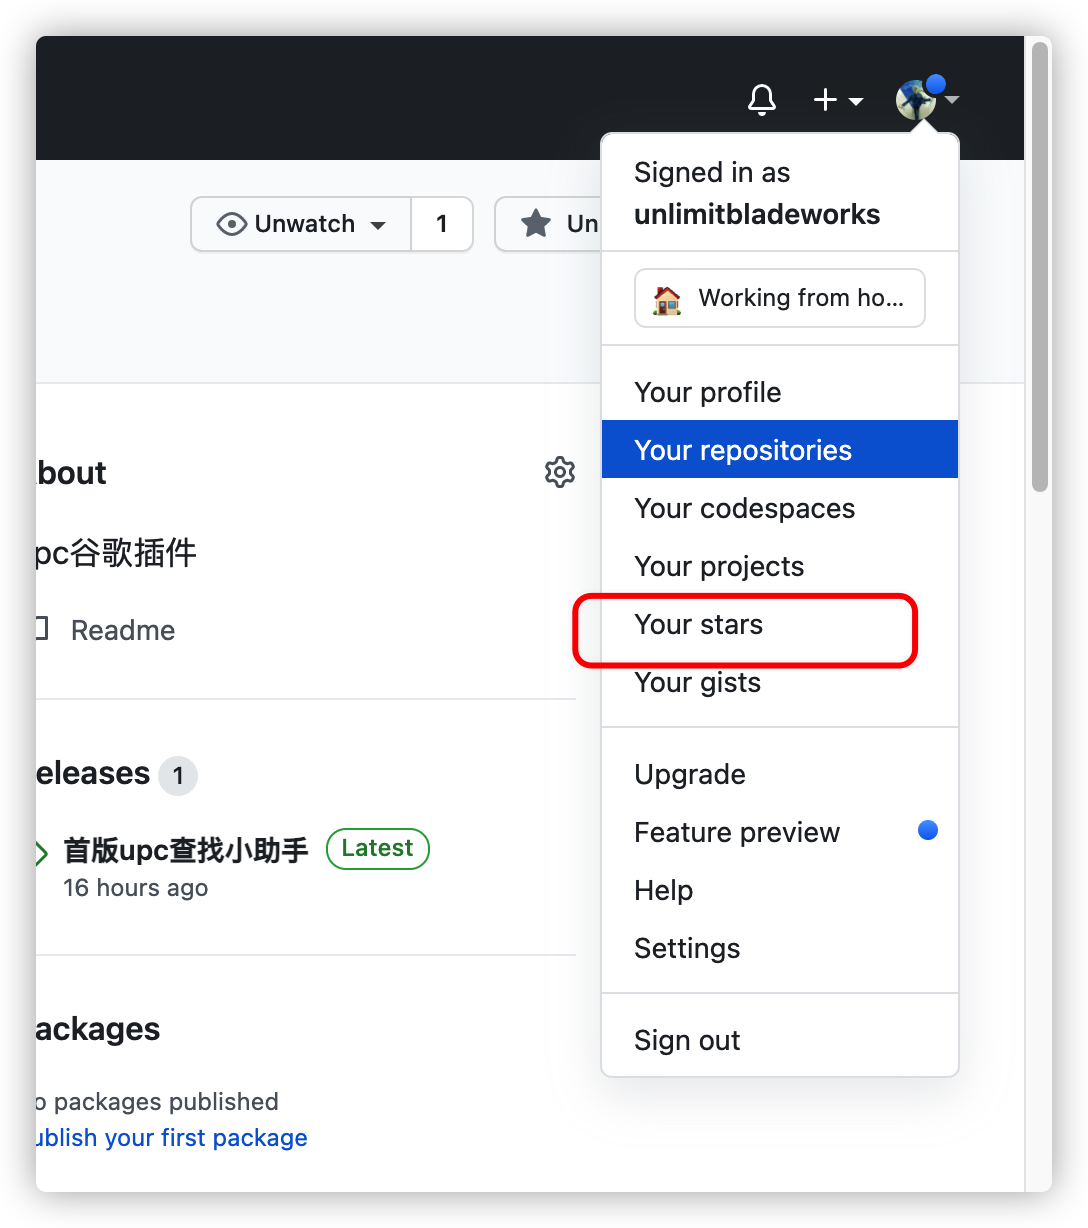 Signed in as
unlimitbladeworks
Unwatch 1 Un
Working from ho...
Your profile
Your repositories
Your codespaces
Your projects
Your stars
Your gists
bout
pc谷歌插件
Readme
eleases 1
首版upc查找小助手 Latest
16 hours ago
ackages
o packages published
ublish your first package
Upgrade
Feature preview
Help
Settings
Sign out